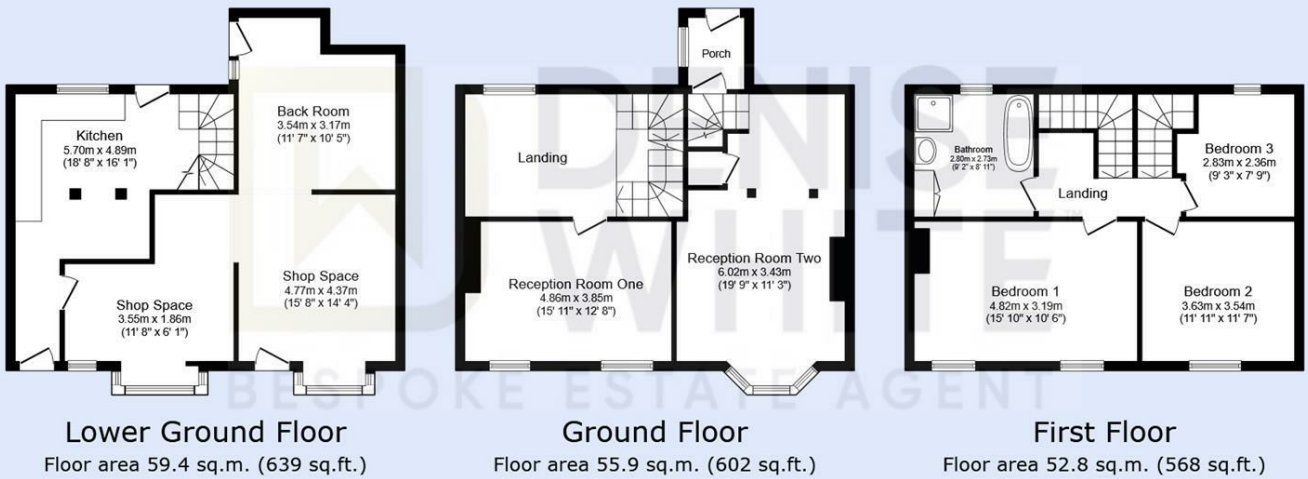 Back Room
3.54m x 3.17m
(11' 7" x 10' 5")
Kitchen
5.70m x 4.89m
(18' 8" x 16' 1")
Shop Space
4.77m x 4.37m
(15' 8" x 14' 4")
Shop Space
3.55m x 1.86m
(11' 8" x 6' 1")
Lower Ground Floor
Floor area 59.4 sq.m. (639 sq.ft.)
Porch
Landing
Reception Room Two
6.02m x 3.43m
(19' 9" x 11' 3")
Reception Room One
4.86m x 3.85m
(15' 11" x 12' 8")
Ground Floor
Floor area 55.9 sq.m. (602 sq.ft.)
Bathroom
2.80m x 2.73m
(9' 2" x 8' 11")
Bedroom 3
2.83m x 2.36m
(9' 3" x 7' 9")
Landing
Bedroom 1
4.82m x 3.19m
(15' 10" x 10' 6")
Bedroom 2
3.63m x 3.54m
(11' 11" x 11' 7")
First Floor
Floor area 52.8 sq.m. (568 sq.ft.)
DENISE
WHITE™
BESPOKE ESTATE AGENT